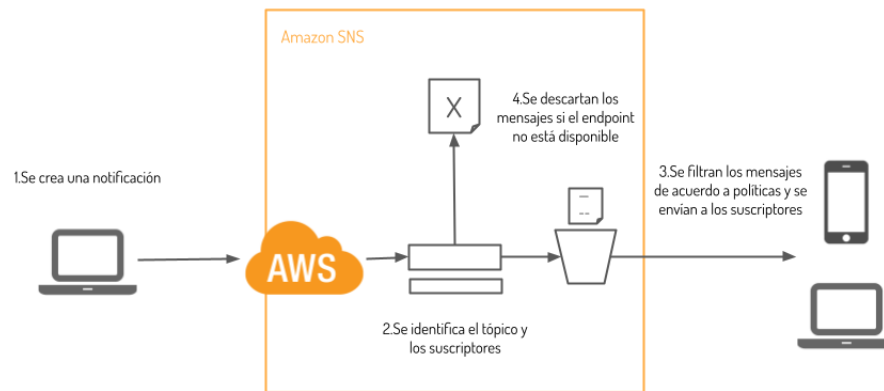 Amazon SNS
1.Se crea una notificación
AWS
2.Se identifica el tópico y
los suscriptores
X
4.Se descartan los
mensajes si el endpoint
no está disponible
3.Se filtran los mensajes
de acuerdo a políticas y se
envían a los suscriptores